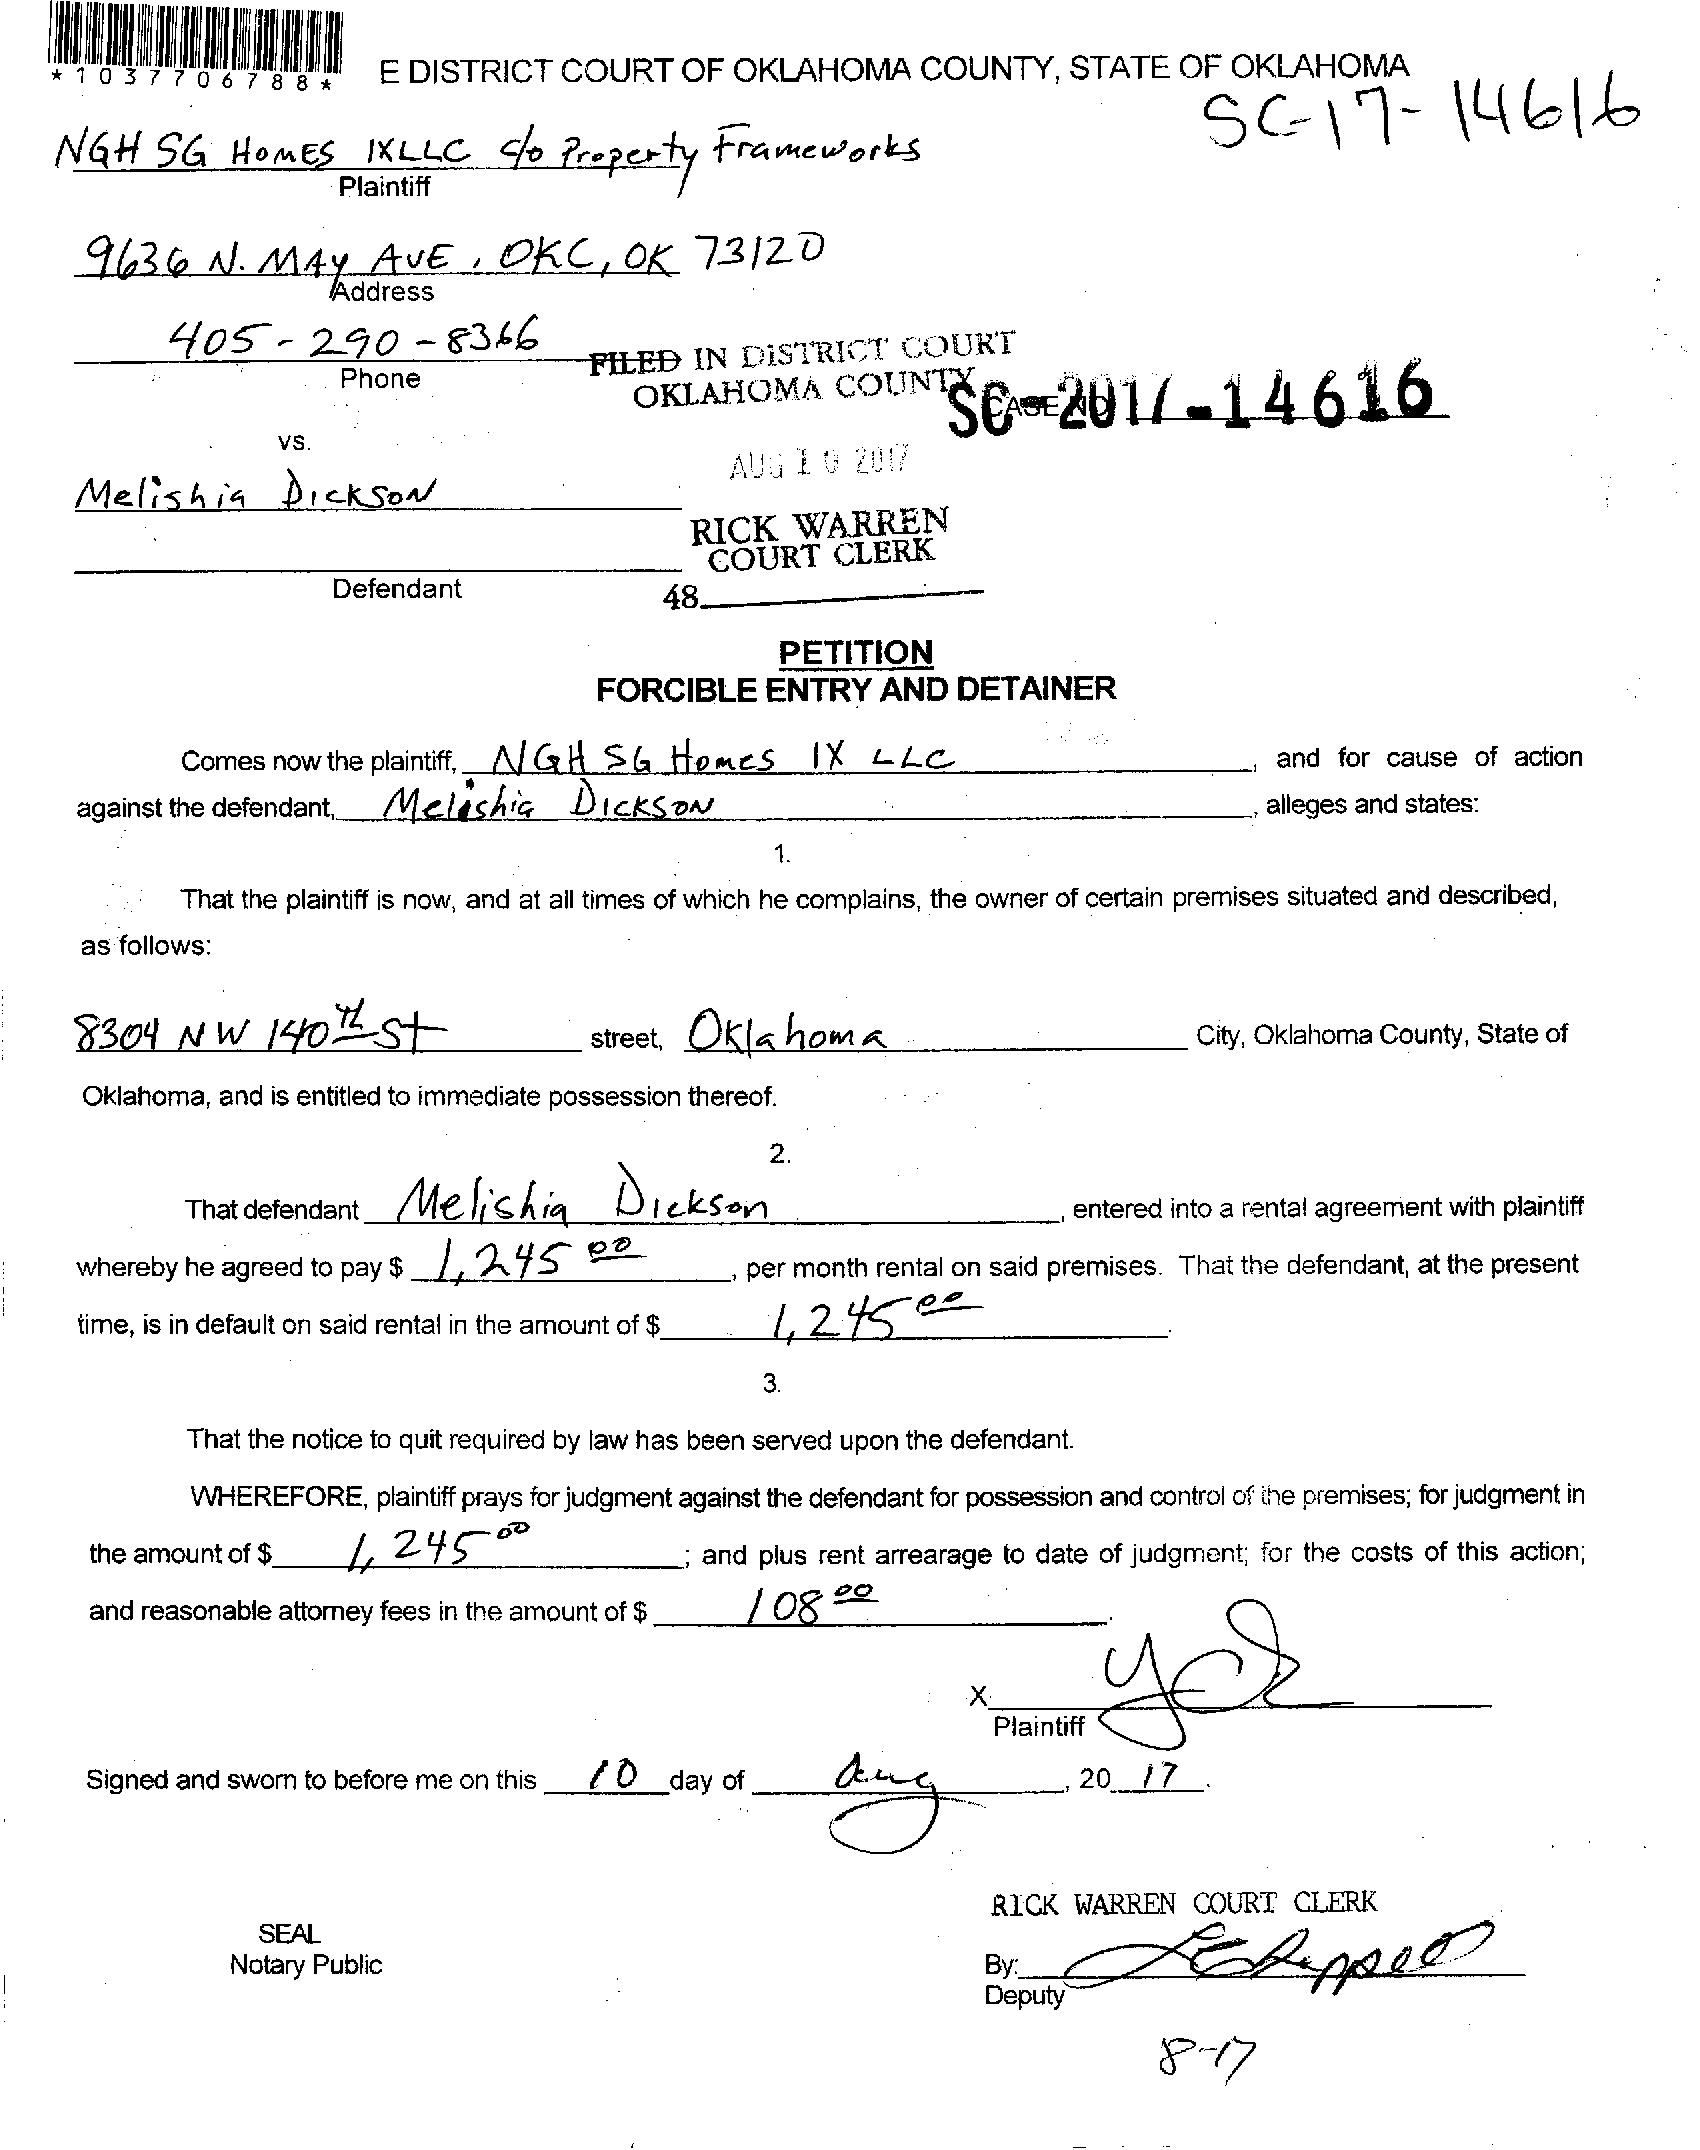 *1037706788*
E DISTRICT COURT OF OKLAHOMA COUNTY, STATE OF OKLAHOMA
SC-17-14616
NGH SG HOMES IX LLC c/o Property Frameworks
Plaintiff
9636 N. MAY AVE, OKC, OK 73120
Address
405-290-8366
Phone
FILED IN DISTRICT COURT
OKLAHOMA COUNTY
SC-2017-14616
vs.
AUG 10 2017
Melishia DICKSON
RICK WARREN
COURT CLERK
Defendant
48
PETITION
FORCIBLE ENTRY AND DETAINER
Comes now the plaintiff, NGH SG Homes IX LLC, and for cause of action
against the defendant, Melishia DICKSON, alleges and states:
1.
That the plaintiff is now, and at all times of which he complains, the owner of certain premises situated and described,
as follows:
8304 NW 140th St street, Oklahoma City, Oklahoma County, State of
Oklahoma, and is entitled to immediate possession thereof.
2.
That defendant Melishia Dickson, entered into a rental agreement with plaintiff
whereby he agreed to pay $ 1,245 00, per month rental on said premises. That the defendant, at the present
time, is in default on said rental in the amount of $ 1,245 00.
3.
That the notice to quit required by law has been served upon the defendant.
WHEREFORE, plaintiff prays for judgment against the defendant for possession and control of the premises; for judgment in
the amount of $ 1,245 00; and plus rent arrearage to date of judgment; for the costs of this action;
and reasonable attorney fees in the amount of $ 108 00.
X
Plaintiff
Signed and sworn to before me on this 10 day of Aug, 20 17.
RICK WARREN COURT CLERK
SEAL
Notary Public
By:
Deputy
8-17